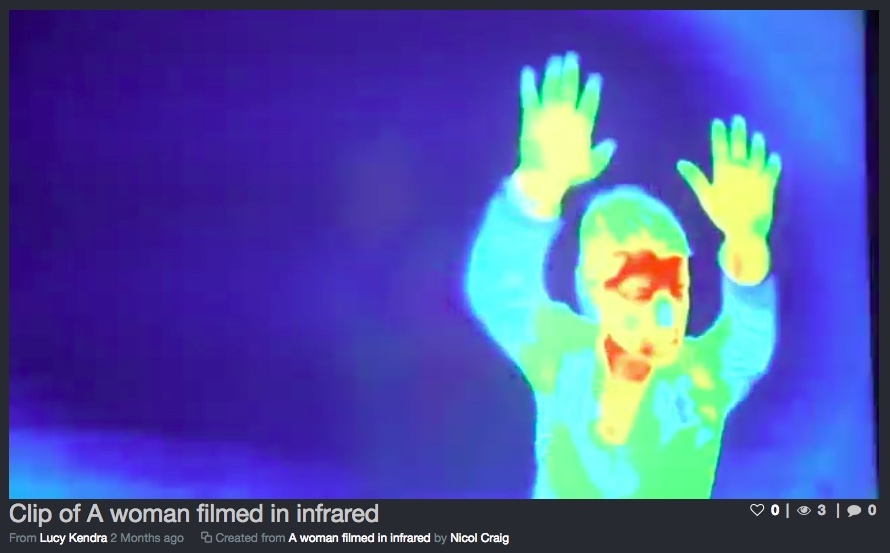 Clip of A woman filmed in infrared
0 | 3 | 0
From Lucy Kendra 2 Months ago Created from A woman filmed in infrared by Nicol Craig